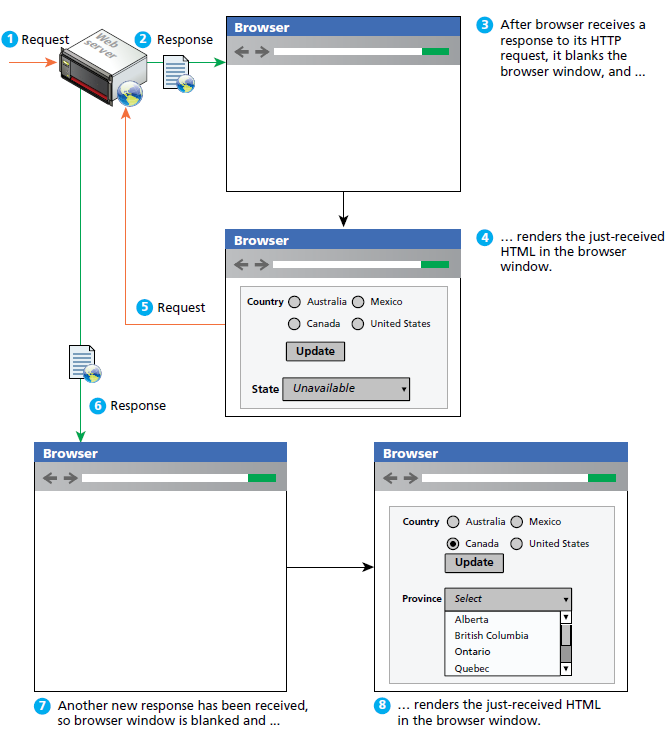 1 Request
Web server
2 Response
Browser
3 After browser receives a
response to its HTTP
request, it blanks the
browser window, and ...
Browser
4 ... renders the just-received
HTML in the browser
window.
Country Australia Mexico
Canada United States
Update
State Unavailable
5 Request
6 Response
Browser
7 Another new response has been received,
so browser window is blanked and ...
Browser
Country Australia Mexico
Canada United States
Update
Province Select
Alberta
British Columbia
Ontario
Quebec
8 ... renders the just-received HTML
in the browser window.